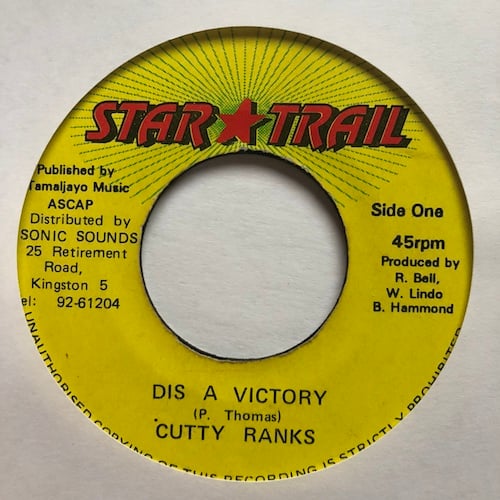 STAR TRAIL
Published by
Tamaljayo Music
ASCAP
Distributed by
SONIC SOUNDS
25 Retirement
Road,
Kingston 5
el: 92-61204
Side One
45rpm
Produced by
R. Bell,
W. Lindo
B. Hammond
DIS A VICTORY
(P. Thomas)
CUTTY RANKS
UNAUTHORISED COPYING OF THIS RECORDING IS STRICTLY PROHIBITED